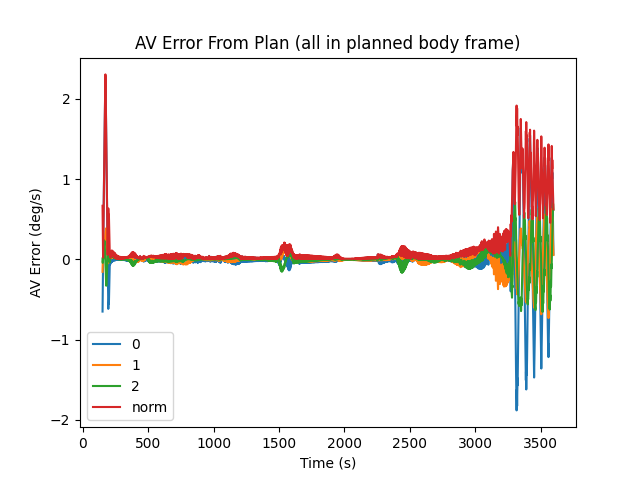 AV Error From Plan (all in planned body frame)
AV Error (deg/s)
2
1
0
−1
−2
0
1
2
norm
0 500 1000 1500 2000 2500 3000 3500
Time (s)